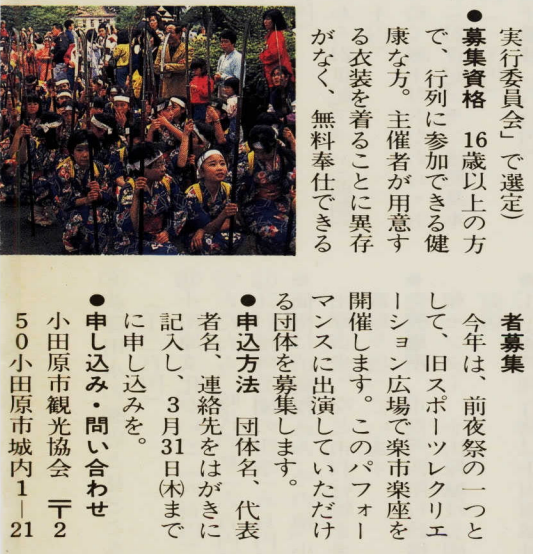 実行委員会」で選定)
●募集資格　16歳以上の方
で、行列に参加できる健
康な方。主催者が用意す
る衣装を着ることに異存
がなく、無料奉仕できる
者募集
今年は、前夜祭の一つと
して、旧スポーツレクリエ
ーション広場で楽市楽座を
開催します。このパフォー
マンスに出演していただけ
る団体を募集します。
●申込方法　団体名、代表
者名、連絡先をはがきに
記入し、3月31日㈭まで
に申し込みを。
●申し込み・問い合わせ
小田原市観光協会　〒2
50小田原市城内1—21